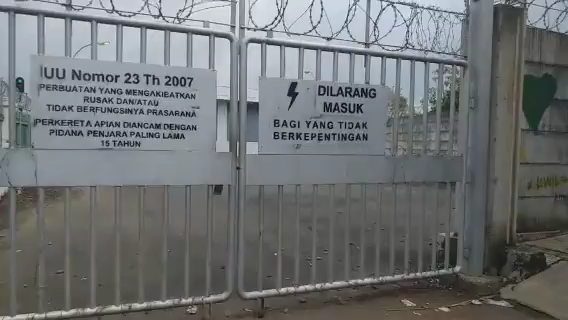 UU Nomor 23 Th 2007
PERBUATAN YANG MENGAKIBATKAN
RUSAK DAN/ATAU
TIDAK BERFUNGSINYA PRASARANA
PERKERETA APIAN DIANCAM DENGAN
PIDANA PENJARA PALING LAMA
15 TAHUN
DILARANG
MASUK
BAGI YANG TIDAK
BERKEPENTINGAN